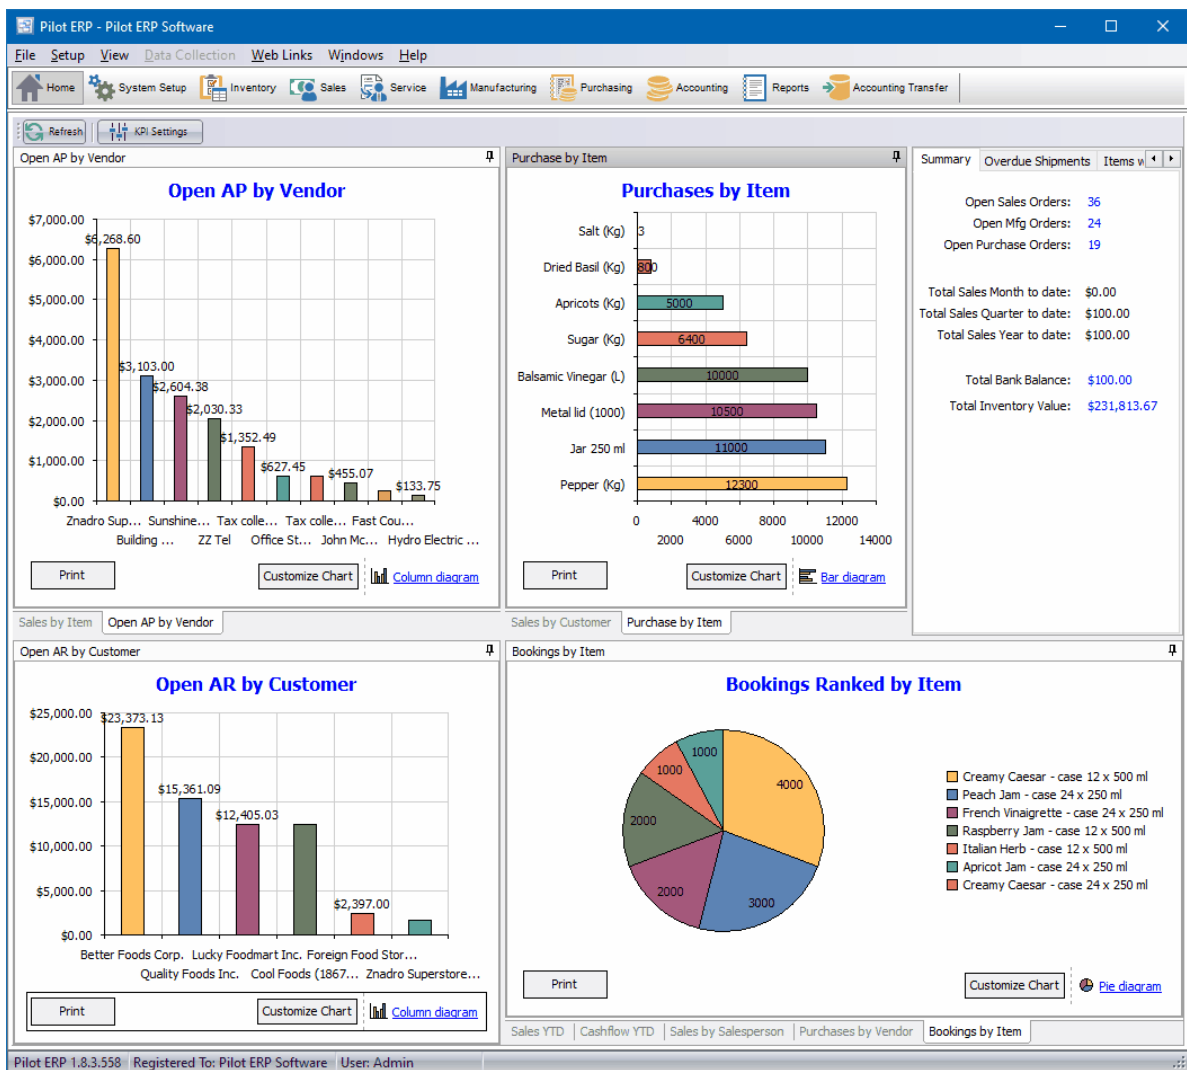 Pilot ERP - Pilot ERP Software
File Setup View Data Collection Web Links Windows Help
Home System Setup Inventory Sales Service Manufacturing Purchasing Accounting Reports Accounting Transfer
Refresh KPI Settings
Open AP by Vendor
Open AP by Vendor
$7,000.00
$6,000.00
$5,000.00
$4,000.00
$3,000.00
$2,000.00
$1,000.00
$0.00
$6,268.60
$3,103.00
$2,604.38
$2,030.33
$1,352.49
$627.45
$455.07
$133.75
Znadro Sup... Sunshine... Tax colle... Tax colle... Fast Cou...
Building ... ZZ Tel Office St... John Mc... Hydro Electric ...
Print Customize Chart Column diagram
Sales by Item Open AP by Vendor
Purchase by Item
Purchases by Item
Salt (Kg) 3
Dried Basil (Kg) 800
Apricots (Kg) 5000
Sugar (Kg) 6400
Balsamic Vinegar (L) 10000
Metal lid (1000) 10500
Jar 250 ml 11000
Pepper (Kg) 12300
0 4000 8000 12000
2000 6000 10000 14000
Print Customize Chart Bar diagram
Sales by Customer Purchase by Item
Summary Overdue Shipments Items w
Open Sales Orders: 36
Open Mfg Orders: 24
Open Purchase Orders: 19
Total Sales Month to date: $0.00
Total Sales Quarter to date: $100.00
Total Sales Year to date: $100.00
Total Bank Balance: $100.00
Total Inventory Value: $231,813.67
Open AR by Customer
Open AR by Customer
$25,000.00
$20,000.00
$15,000.00
$10,000.00
$5,000.00
$0.00
$23,373.13
$15,361.09
$12,405.03
$2,397.00
Better Foods Corp. Lucky Foodmart Inc. Foreign Food Stor...
Quality Foods Inc. Cool Foods (1867... Znadro Superstore...
Print Customize Chart Column diagram
Bookings by Item
Bookings Ranked by Item
1000
1000
4000
2000
2000
3000
Creamy Caesar - case 12 x 500 ml
Peach Jam - case 24 x 250 ml
French Vinaigrette - case 24 x 250 ml
Raspberry Jam - case 12 x 500 ml
Italian Herb - case 12 x 500 ml
Apricot Jam - case 24 x 250 ml
Creamy Caesar - case 24 x 250 ml
Print Customize Chart Pie diagram
Sales YTD Cashflow YTD Sales by Salesperson Purchases by Vendor Bookings by Item
Pilot ERP 1.8.3.558 Registered To: Pilot ERP Software User: Admin